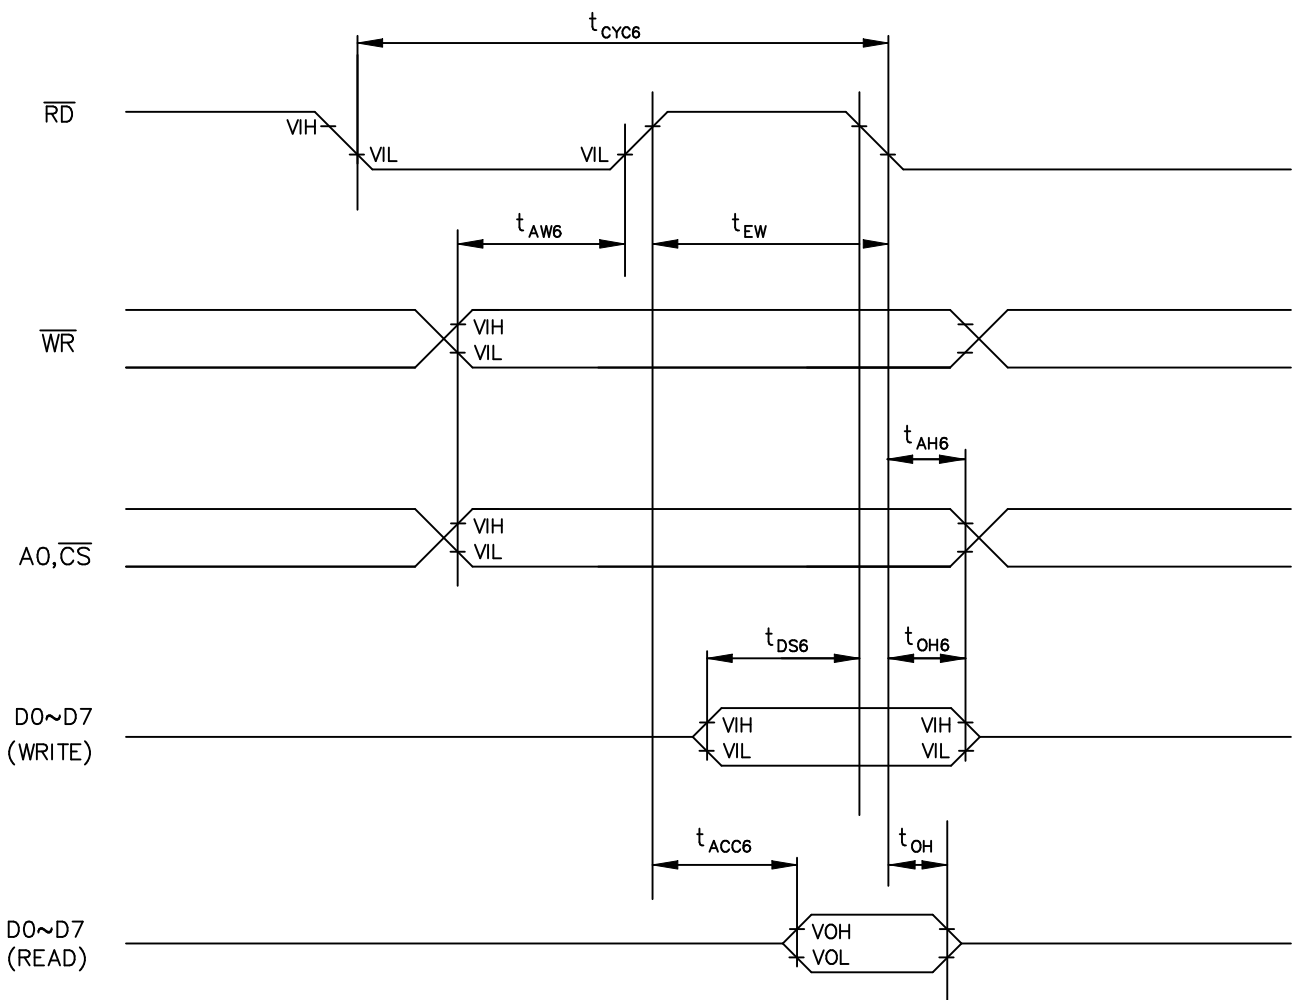 tCYC6
RD
VIH
VIL
VIL
tAW6
tEW
WR
VIH
VIL
tAH6
A0,CS
VIH
VIL
tDS6
tOH6
D0~D7
(WRITE)
VIH
VIH
VIL
VIL
tACC6
tOH
D0~D7
(READ)
VOH
VOL